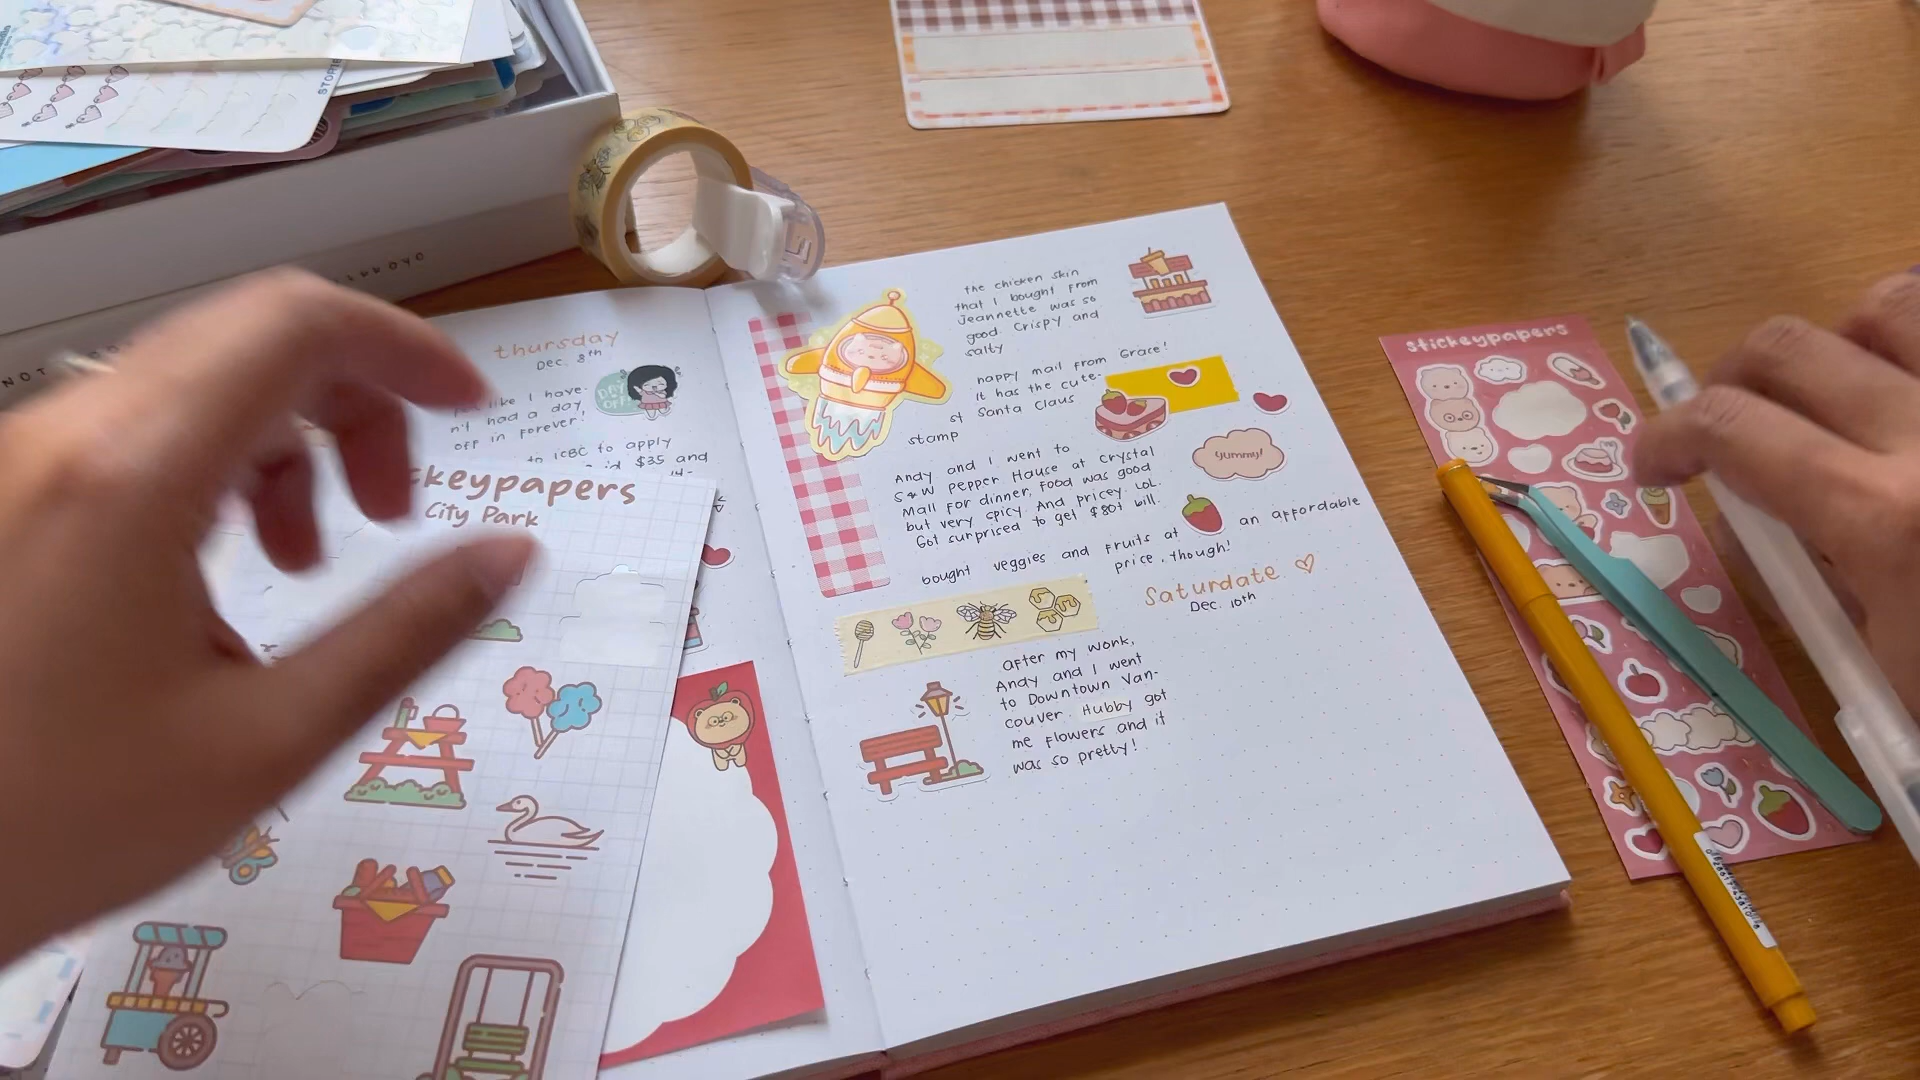 thursday
Dec. 8th
like I have-
n't had a day
off in forever!
to ICBC to apply
$35 and
DAY
OFF
keypapers
City Park
the chicken skin
that I bought from
Jeannette was so
good. Crispy and
salty
happy mail from Grace!
it has the cute-
st Santa Claus
stamp
Andy and I went to
S&W Pepper House at Crystal
Mall for dinner, Food was good
but very spicy. And pricey LOL.
Got surprised to get $80+ bill.
yummy!
bought veggies and fruits at an affordable
price, though!
Saturdate
Dec. 10th
after my work,
Andy and I went
to Downtown Van-
couver. Hubby got
me flowers and it
was so pretty!
stickeypapers